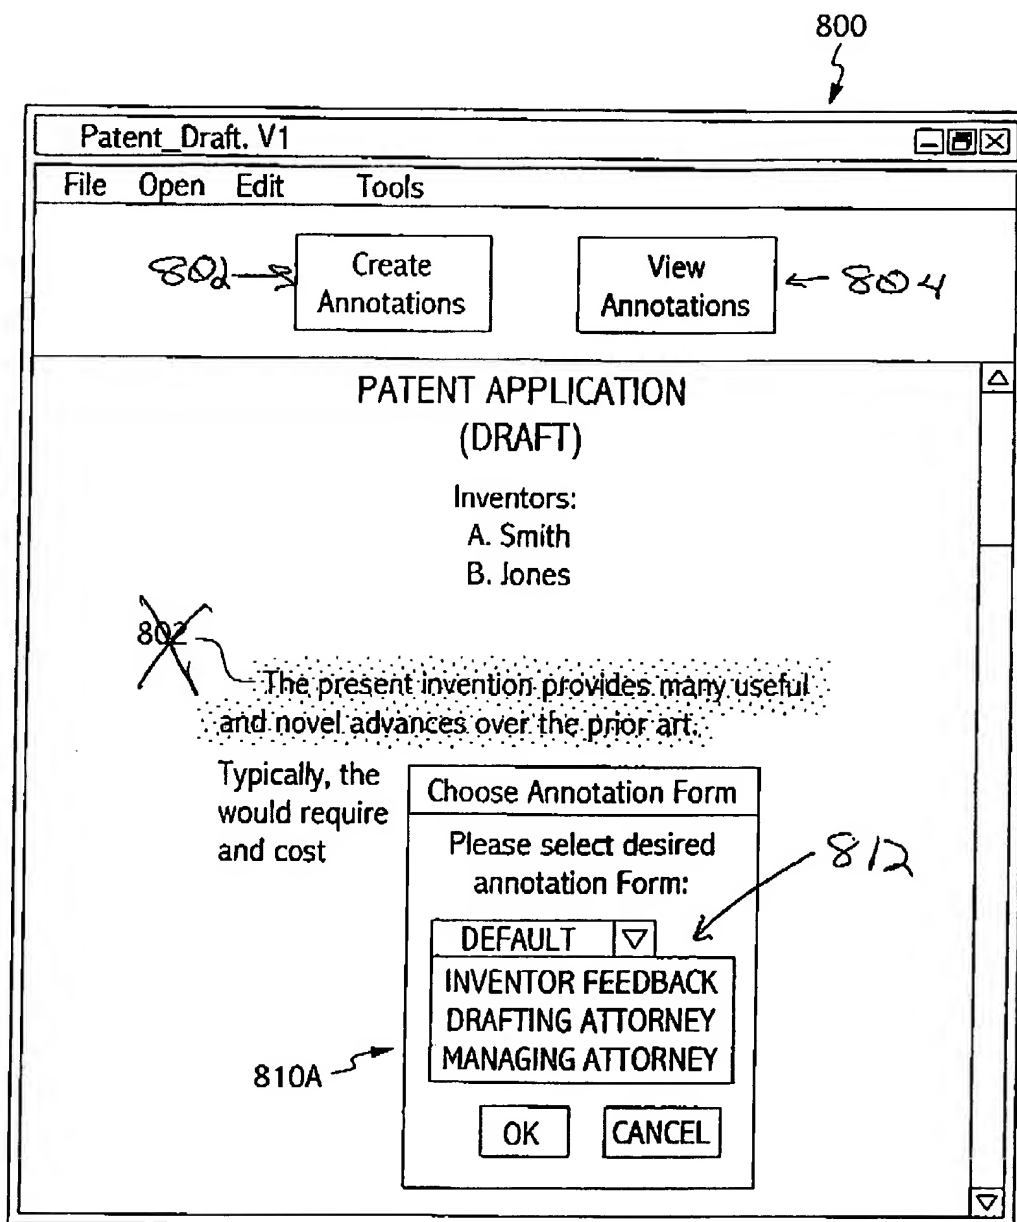 800
Patent_Draft. V1
File Open Edit Tools
802
Create
Annotations
View
Annotations
804
PATENT APPLICATION
(DRAFT)
Inventors:
A. Smith
B. Jones
802
The present invention provides many useful
and novel advances over the prior art.
Typically, the
would require
and cost
Choose Annotation Form
Please select desired
annotation Form:
812
DEFAULT
INVENTOR FEEDBACK
DRAFTING ATTORNEY
MANAGING ATTORNEY
810A
OK CANCEL